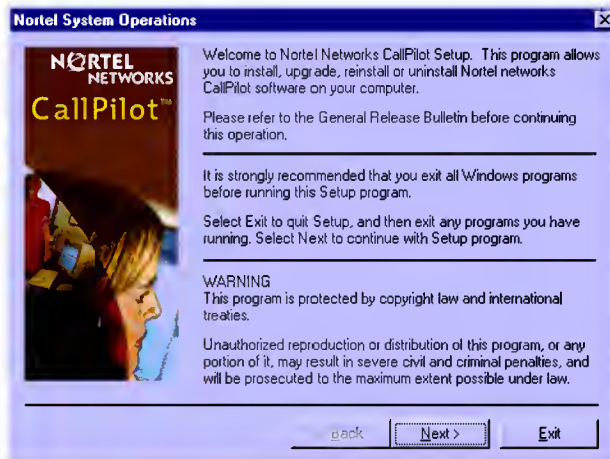 Nortel System Operations
NØRTEL
NETWORKS
CallPilot™
Welcome to Nortel Networks CallPilot Setup. This program allows
you to install, upgrade, reinstall or uninstall Nortel networks
CallPilot software on your computer.
Please refer to the General Release Bulletin before continuing
this operation.
It is strongly recommended that you exit all Windows programs
before running this Setup program.
Select Exit to quit Setup, and then exit any programs you have
running. Select Next to continue with Setup program.
WARNING
This program is protected by copyright law and international
treaties.
Unauthorized reproduction or distribution of this program, or any
portion of it, may result in severe civil and criminal penalties, and
will be prosecuted to the maximum extent possible under law.
Back
Next >
Exit